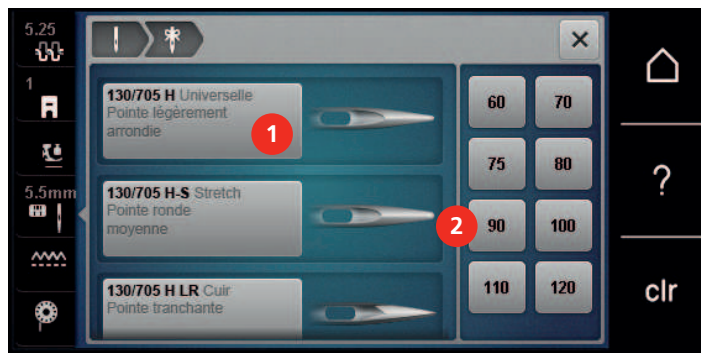 5.25
1
5.5mm
130/705 H Universelle
Pointe légèrement
arrondie
1
130/705 H-S Stretch
Pointe ronde
moyenne
2
130/705 H LR Cuir
Pointe tranchante
60 70
75 80
90 100
110 120
?
clr